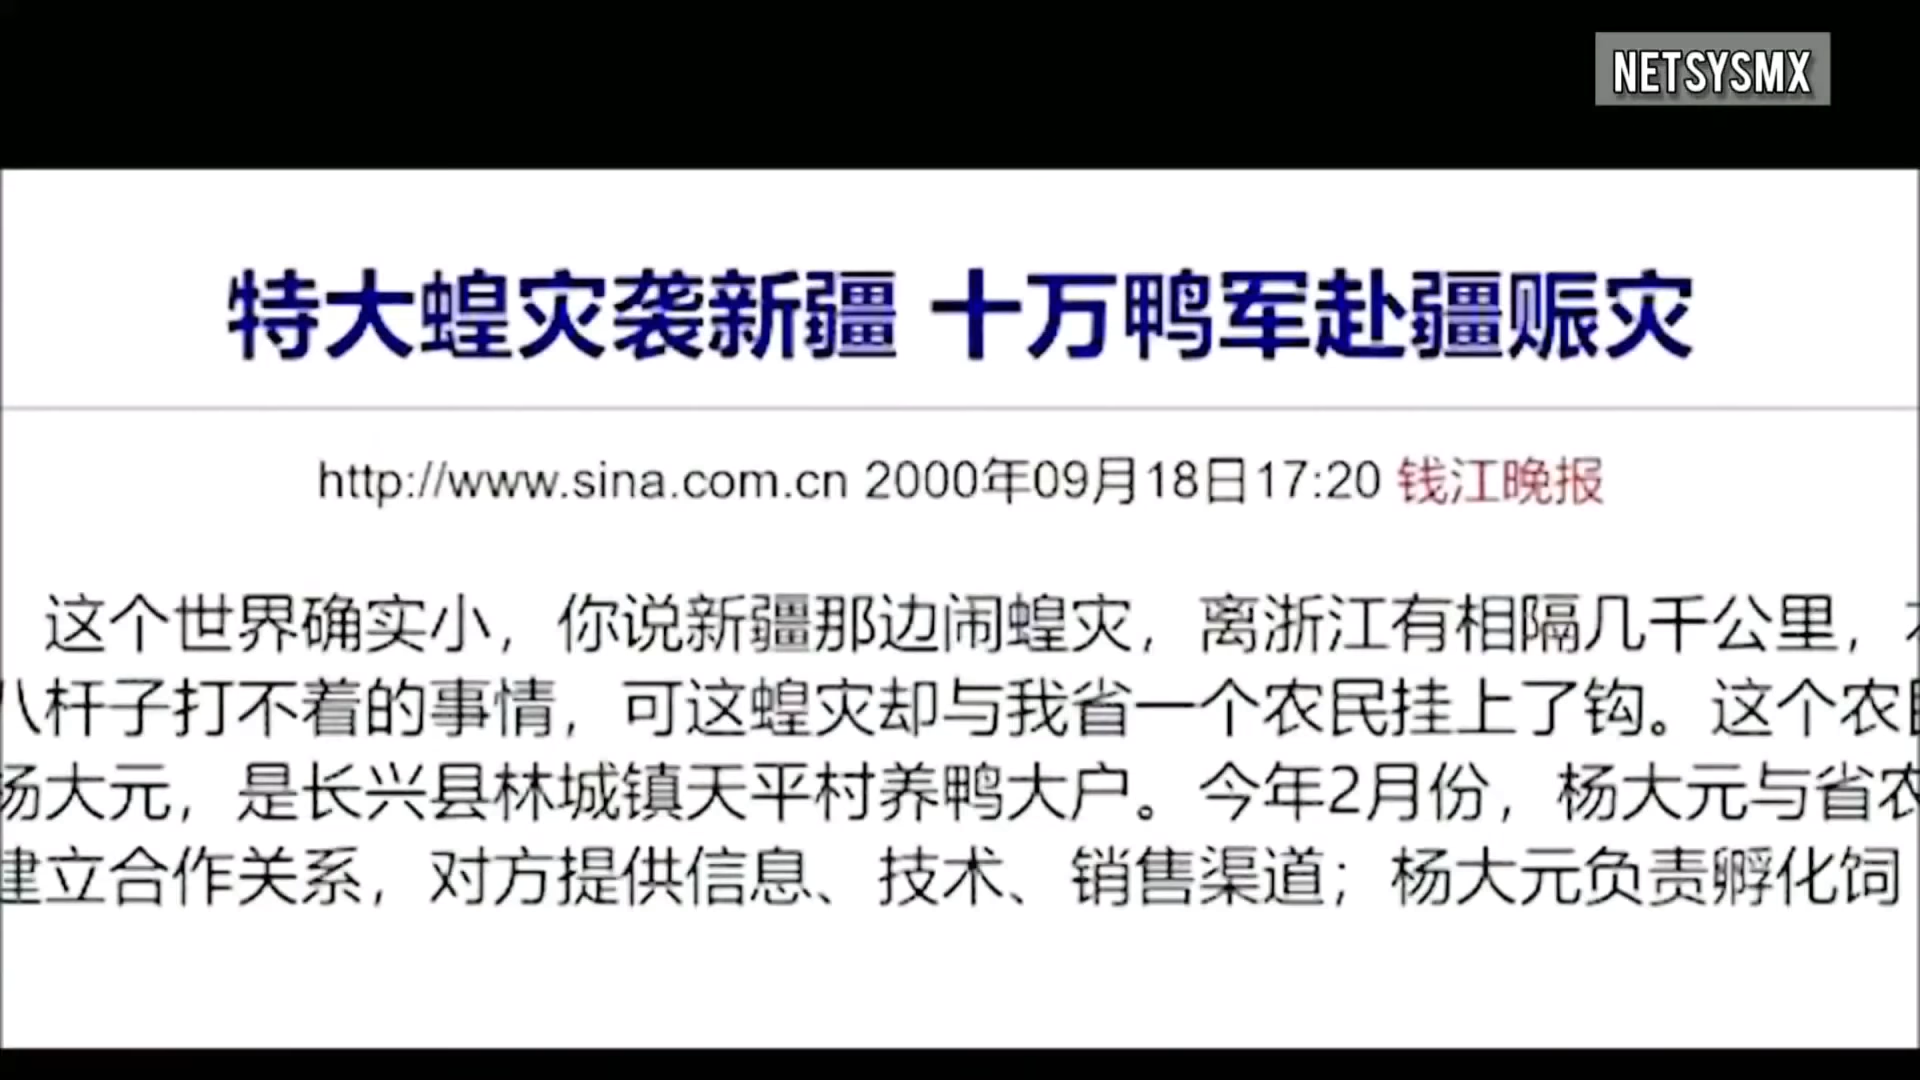 NETSYSMX
特大蝗灾袭新疆 十万鸭军赴疆赈灾
http://www.sina.com.cn 2000年09月18日17:20 钱江晚报
这个世界确实小，你说新疆那边闹蝗灾，离浙江有相隔几千公里，
八杆子打不着的事情，可这蝗灾却与我省一个农民挂上了钩。这个农
杨大元，是长兴县林城镇天平村养鸭大户。今年2月份，杨大元与省农
建立合作关系，对方提供信息、技术、销售渠道；杨大元负责孵化饲